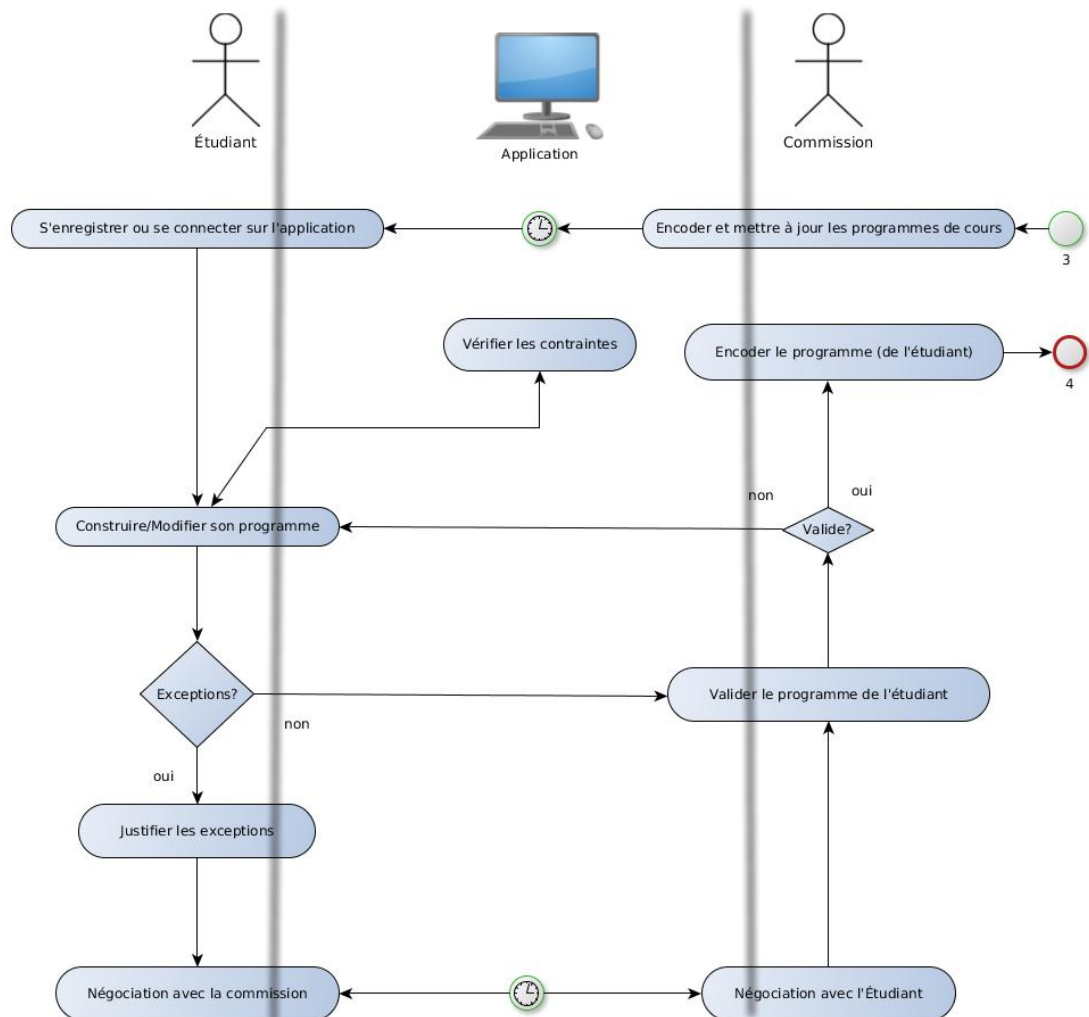 Étudiant
Application
Commission
S'enregistrer ou se connecter sur l'application
Encoder et mettre à jour les programmes de cours
3
Vérifier les contraintes
Encoder le programme (de l'étudiant)
4
non
oui
Construire/Modifier son programme
Valide?
Exceptions?
Valider le programme de l'étudiant
non
oui
Justifier les exceptions
Négociation avec la commission
Négociation avec l'Étudiant